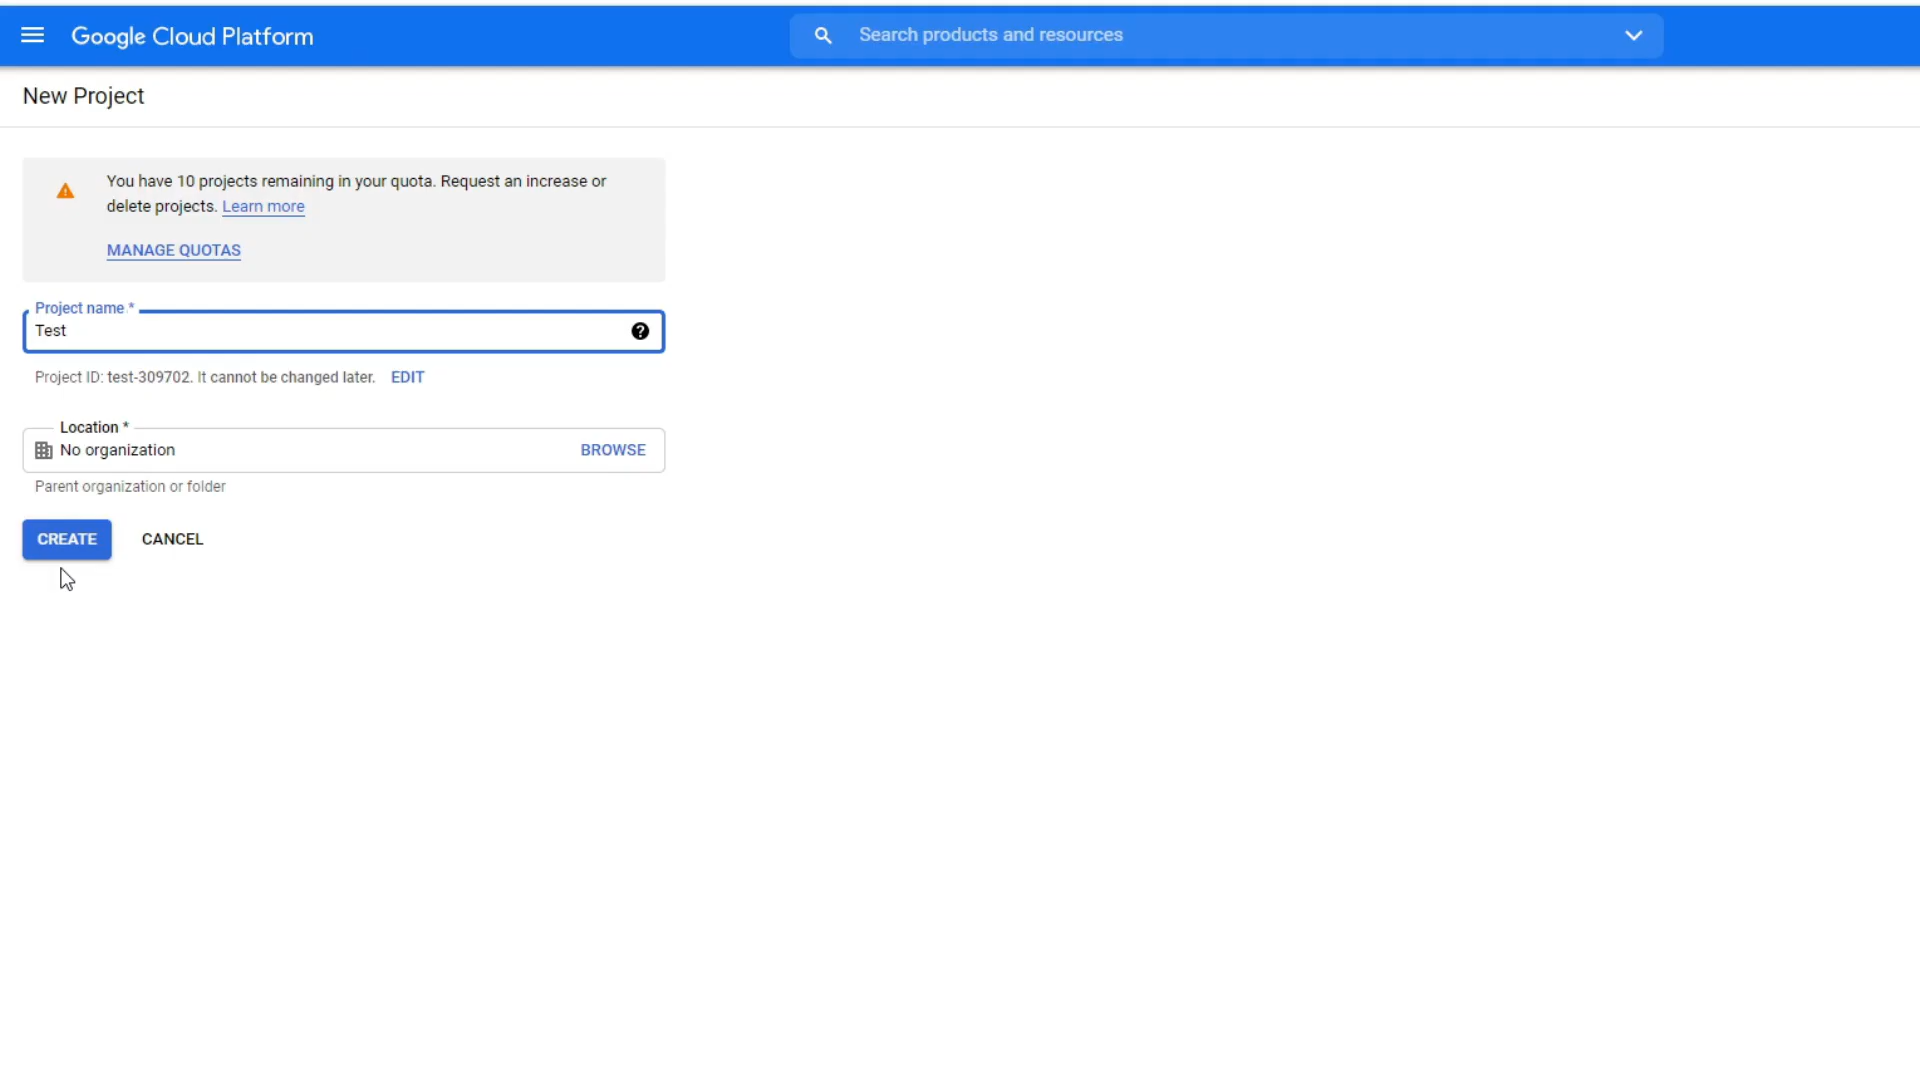 Google Cloud Platform
Search products and resources
New Project
You have 10 projects remaining in your quota. Request an increase or
delete projects. Learn more
MANAGE QUOTAS
Project name *
Test
Project ID: test-309702. It cannot be changed later. EDIT
Location *
No organization BROWSE
Parent organization or folder
CREATE CANCEL